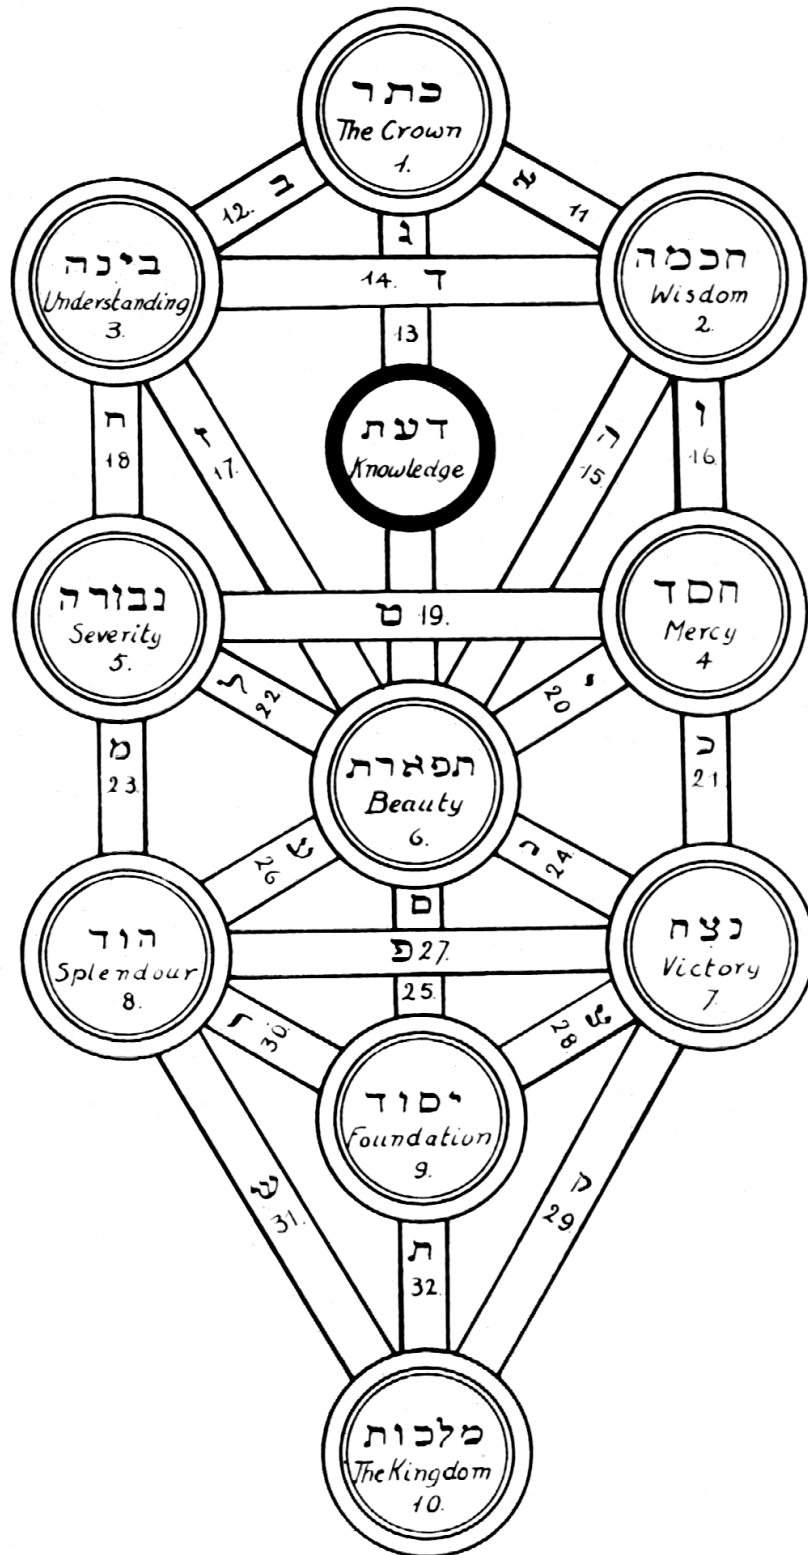 כתר
The Crown
1.
ב
12.
א
11
ג
בינה
Understanding
3.
14. ד
חכמה
Wisdom
2.
13
דעת
Knowledge
ח
18
ז
17.
ה
15.
ו
16.
גבורה
Severity
5.
ט 19.
חסד
Mercy
4
22
י
20
מ
23.
תפארת
Beauty
6.
כ
21.
26
24.
ם
הוד
Splendour
8.
פ 27.
נצח
Victory
7.
25.
ר
30.
28.
יסוד
Foundation
9.
ש
31.
ק
29.
ת
32.
מלכות
The Kingdom
10.